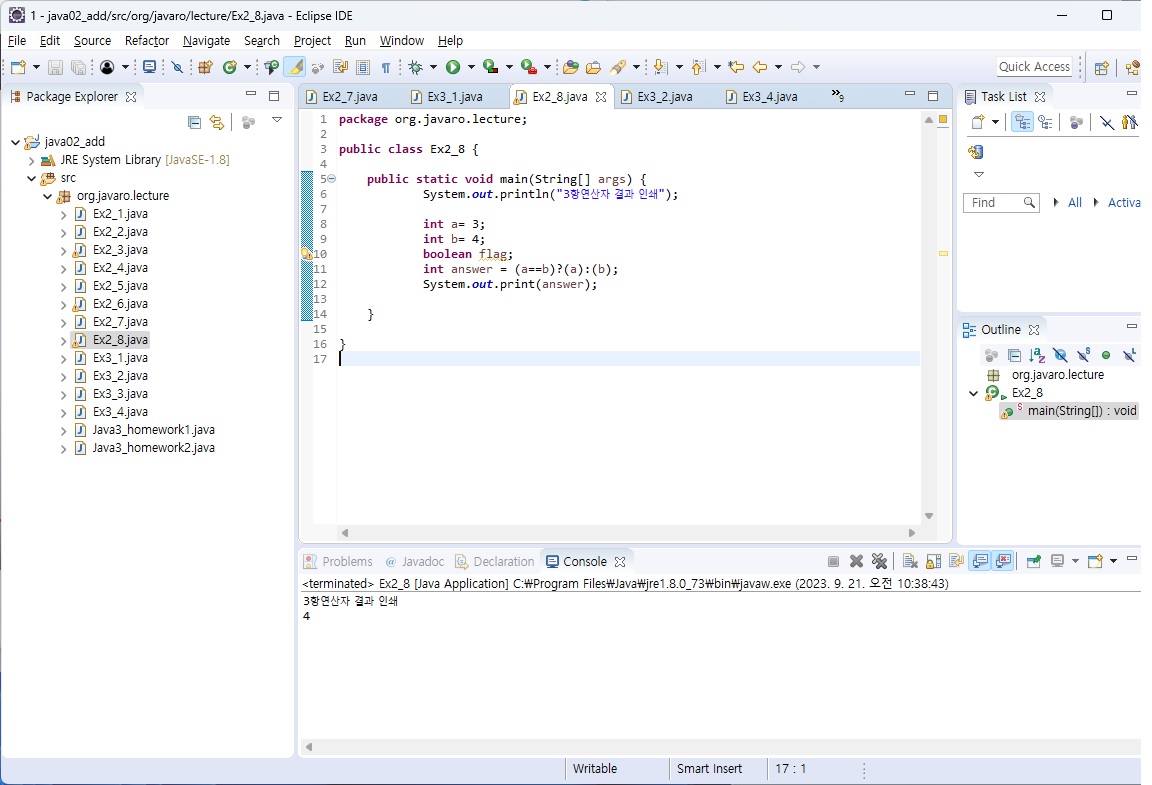 1 - java02_add/src/org/javaro/lecture/Ex2_8.java - Eclipse IDE
File Edit Source Refactor Navigate Search Project Run Window Help
Quick Access
Package Explorer
java02_add
JRE System Library [JavaSE-1.8]
src
org.javaro.lecture
Ex2_1.java
Ex2_2.java
Ex2_3.java
Ex2_4.java
Ex2_5.java
Ex2_6.java
Ex2_7.java
Ex2_8.java
Ex3_1.java
Ex3_2.java
Ex3_3.java
Ex3_4.java
Java3_homework1.java
Java3_homework2.java
Ex2_7.java Ex3_1.java Ex2_8.java Ex3_2.java Ex3_4.java »9
1 package org.javaro.lecture;
2
3 public class Ex2_8 {
4
5 public static void main(String[] args) {
6 System.out.println("3항연산자 결과 인쇄");
7
8 int a= 3;
9 int b= 4;
10 boolean flag;
11 int answer = (a==b)?(a):(b);
12 System.out.print(answer);
13
14 }
15
16 }
17
Task List
Find All Activa
Outline
org.javaro.lecture
Ex2_8
main(String[]) : void
Problems @ Javadoc Declaration Console
<terminated> Ex2_8 [Java Application] C:₩Program Files₩Java₩jre1.8.0_73₩bin₩javaw.exe (2023. 9. 21. 오전 10:38:43)
3항연산자 결과 인쇄
4
Writable Smart Insert 17 : 1